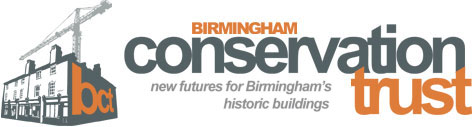 bct
BIRMINGHAM
conservation
new futures for Birmingham's
historic buildings
trust